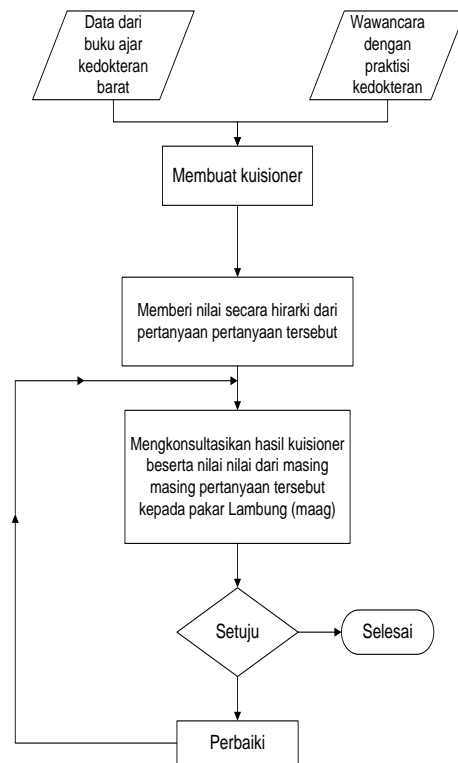 Data dari
buku ajar
kedokteran
barat
Wawancara
dengan
praktisi
kedokteran
Membuat kuisioner
Memberi nilai secara hirarki dari
pertanyaan pertanyaan tersebut
Mengkonsultasikan hasil kuisioner
beserta nilai nilai dari masing
masing pertanyaan tersebut
kepada pakar Lambung (maag)
Setuju
Selesai
Perbaiki